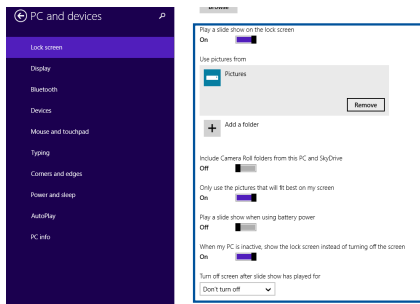 PC and devices
Lock screen
Display
Bluetooth
Devices
Mouse and touchpad
Typing
Corners and edges
Power and sleep
AutoPlay
PC info
Play a slide show on the lock screen
On
Use pictures from
Pictures
Remove
Add a folder
Include Camera Roll folders from this PC and SkyDrive
Off
Only use the pictures that will fit best on my screen
On
Play a slide show when using battery power
Off
When my PC is inactive, show the lock screen instead of turning off the screen
On
Turn off screen after slide show has played for
Don't turn off